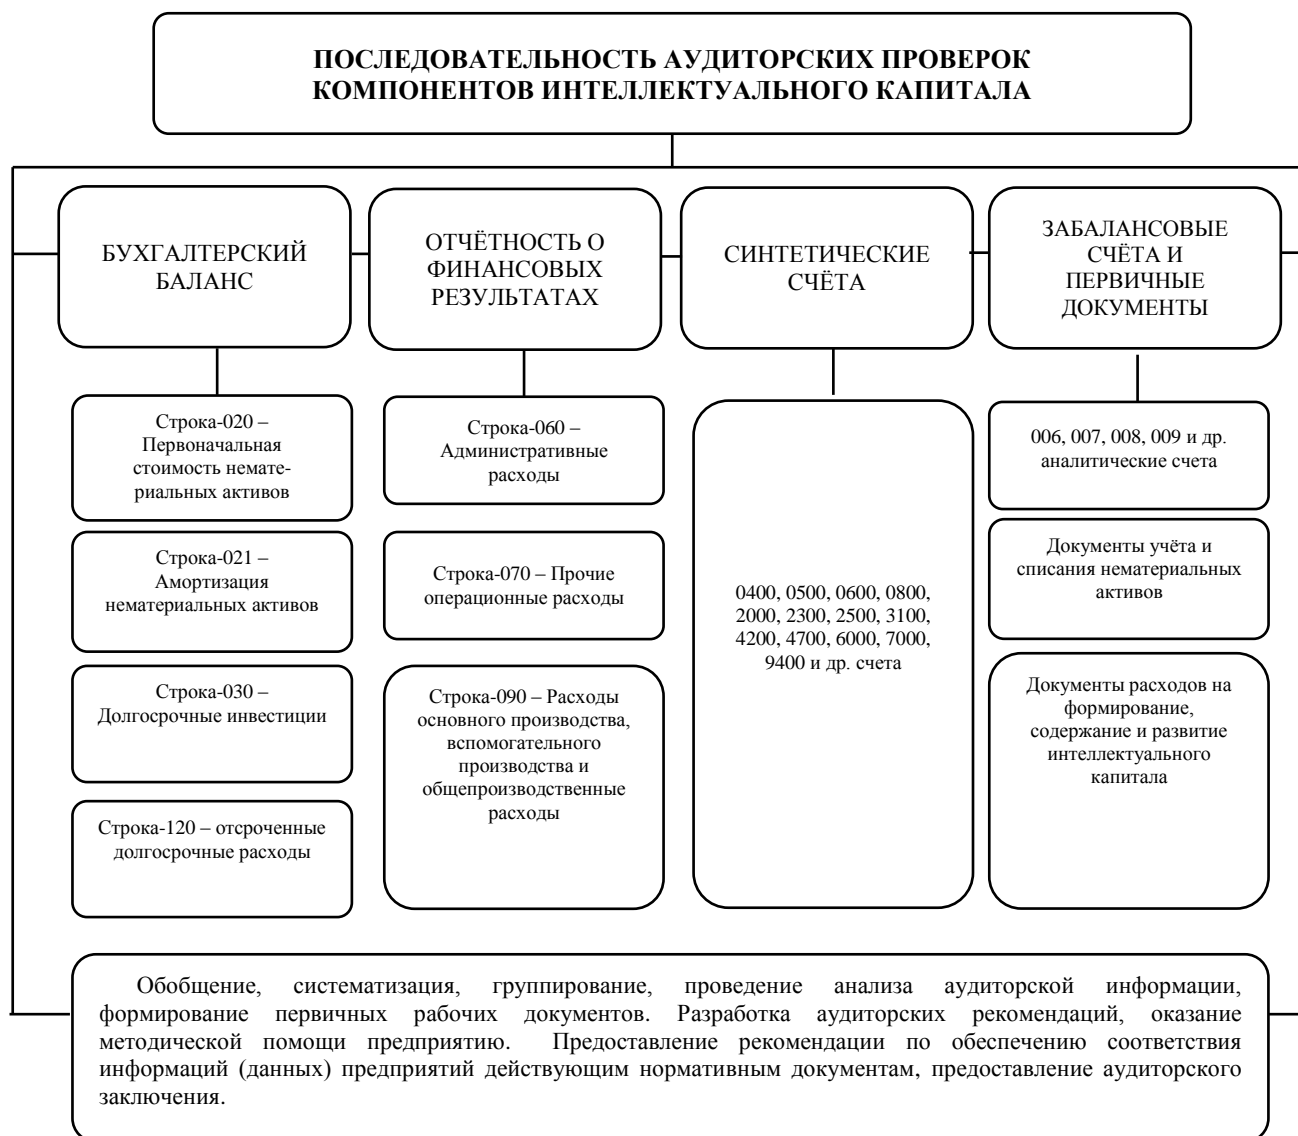 ПОСЛЕДОВАТЕЛЬНОСТЬ АУДИТОРСКИХ ПРОВЕРОК
КОМПОНЕНТОВ ИНТЕЛЛЕКТУАЛЬНОГО КАПИТАЛА
БУХГАЛТЕРСКИЙ
БАЛАНС
ОТЧЁТНОСТЬ О
ФИНАНСОВЫХ
РЕЗУЛЬТАТАХ
СИНТЕТИЧЕСКИЕ
СЧЁТА
ЗАБАЛАНСОВЫЕ
СЧЁТА И
ПЕРВИЧНЫЕ
ДОКУМЕНТЫ
Строка-020 –
Первоначальная
стоимость немате-
риальных активов
Строка-021 –
Амортизация
нематериальных активов
Строка-030 –
Долгосрочные инвестиции
Строка-120 – отсроченные
долгосрочные расходы
Строка-060 –
Административные
расходы
Строка-070 – Прочие
операционные расходы
Строка-090 – Расходы
основного производства,
вспомогательного
производства и
общепроизводственные
расходы
0400, 0500, 0600, 0800,
2000, 2300, 2500, 3100,
4200, 4700, 6000, 7000,
9400 и др. счета
006, 007, 008, 009 и др.
аналитические счета
Документы учёта и
списания нематериальных
активов
Документы расходов на
формирование,
содержание и развитие
интеллектуального
капитала
Обобщение, систематизация, группирование, проведение анализа аудиторской информации,
формирование первичных рабочих документов. Разработка аудиторских рекомендаций, оказание
методической помощи предприятию. Предоставление рекомендации по обеспечению соответствия
информаций (данных) предприятий действующим нормативным документам, предоставление аудиторского
заключения.